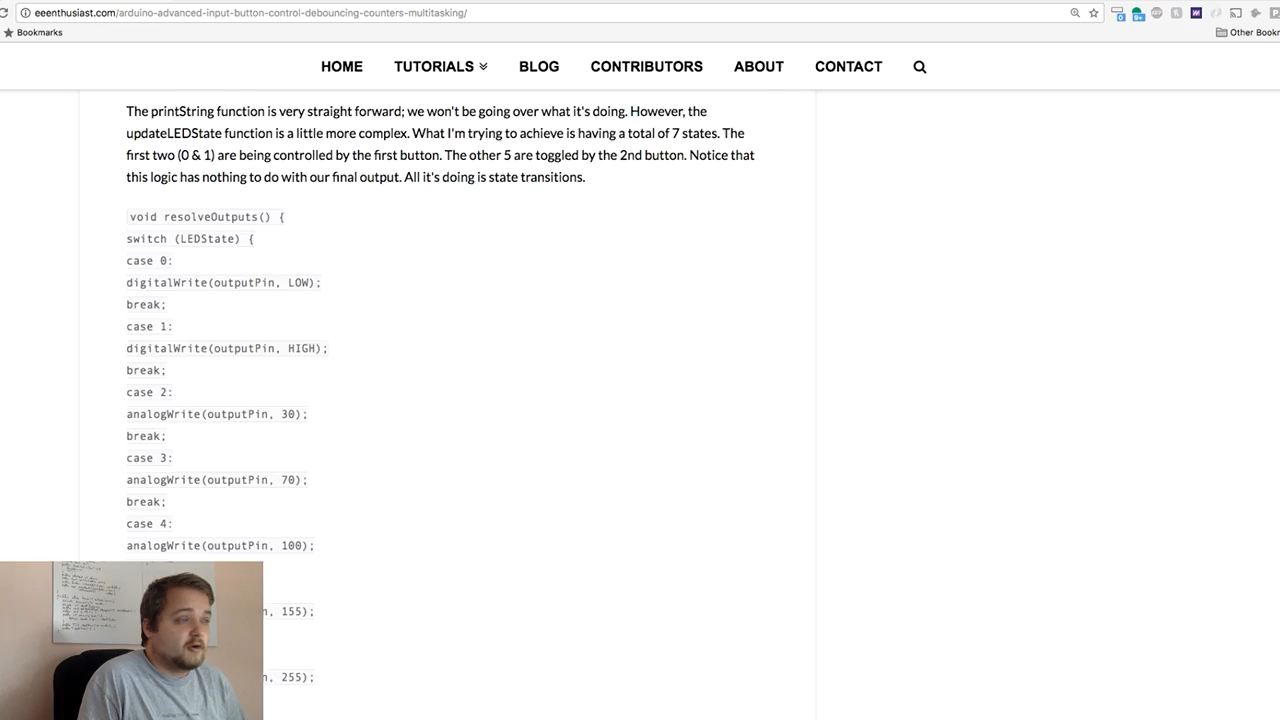 eeenthusiast.com/arduino-advanced-input-button-control-debouncing-counters-multitasking/
Bookmarks
HOME TUTORIALS BLOG CONTRIBUTORS ABOUT CONTACT
The printString function is very straight forward; we won't be going over what it's doing. However, the
updateLEDState function is a little more complex. What I'm trying to achieve is having a total of 7 states. The
first two (0 & 1) are being controlled by the first button. The other 5 are toggled by the 2nd button. Notice that
this logic has nothing to do with our final output. All it's doing is state transitions.
void resolveOutputs() {
switch (LEDState) {
case 0:
digitalWrite(outputPin, LOW);
break;
case 1:
digitalWrite(outputPin, HIGH);
break;
case 2:
analogWrite(outputPin, 30);
break;
case 3:
analogWrite(outputPin, 70);
break;
case 4:
analogWrite(outputPin, 100);
, 155);
, 255);